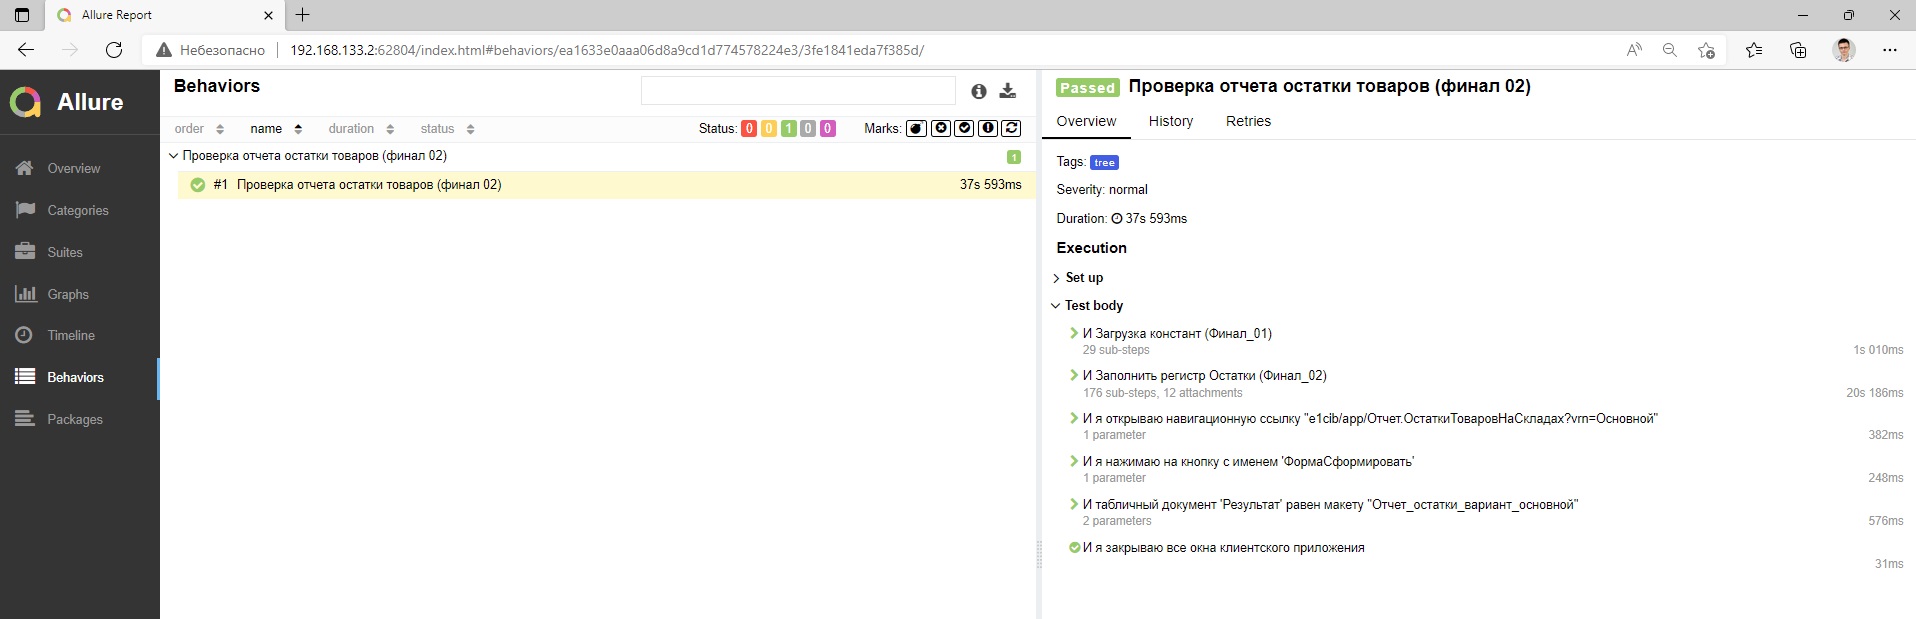 Allure Report
Небезопасно
192.168.133.2:62804/index.html#behaviors/ea1633e0aaa06d8a9cd1d774578224e3/3fe1841eda7f385d/
Allure
Overview
Categories
Suites
Graphs
Timeline
Behaviors
Packages
Behaviors
order name duration status Status: 0 0 1 0 0 Marks:
Проверка отчета остатки товаров (финал 02) 1
#1 Проверка отчета остатки товаров (финал 02) 37s 593ms
Passed Проверка отчета остатки товаров (финал 02)
Overview History Retries
Tags: tree
Severity: normal
Duration: 37s 593ms
Execution
Set up
Test body
И Загрузка констант (Финал_01)
29 sub-steps 1s 010ms
И Заполнить регистр Остатки (Финал_02)
176 sub-steps, 12 attachments 20s 186ms
И я открываю навигационную ссылку "e1cib/app/Отчет.ОстаткиТоваровНаСкладах?vrn=Основной"
1 parameter 382ms
И я нажимаю на кнопку с именем 'ФормаСформировать'
1 parameter 248ms
И табличный документ 'Результат' равен макету "Отчет_остатки_вариант_основной"
2 parameters 576ms
И я закрываю все окна клиентского приложения
31ms